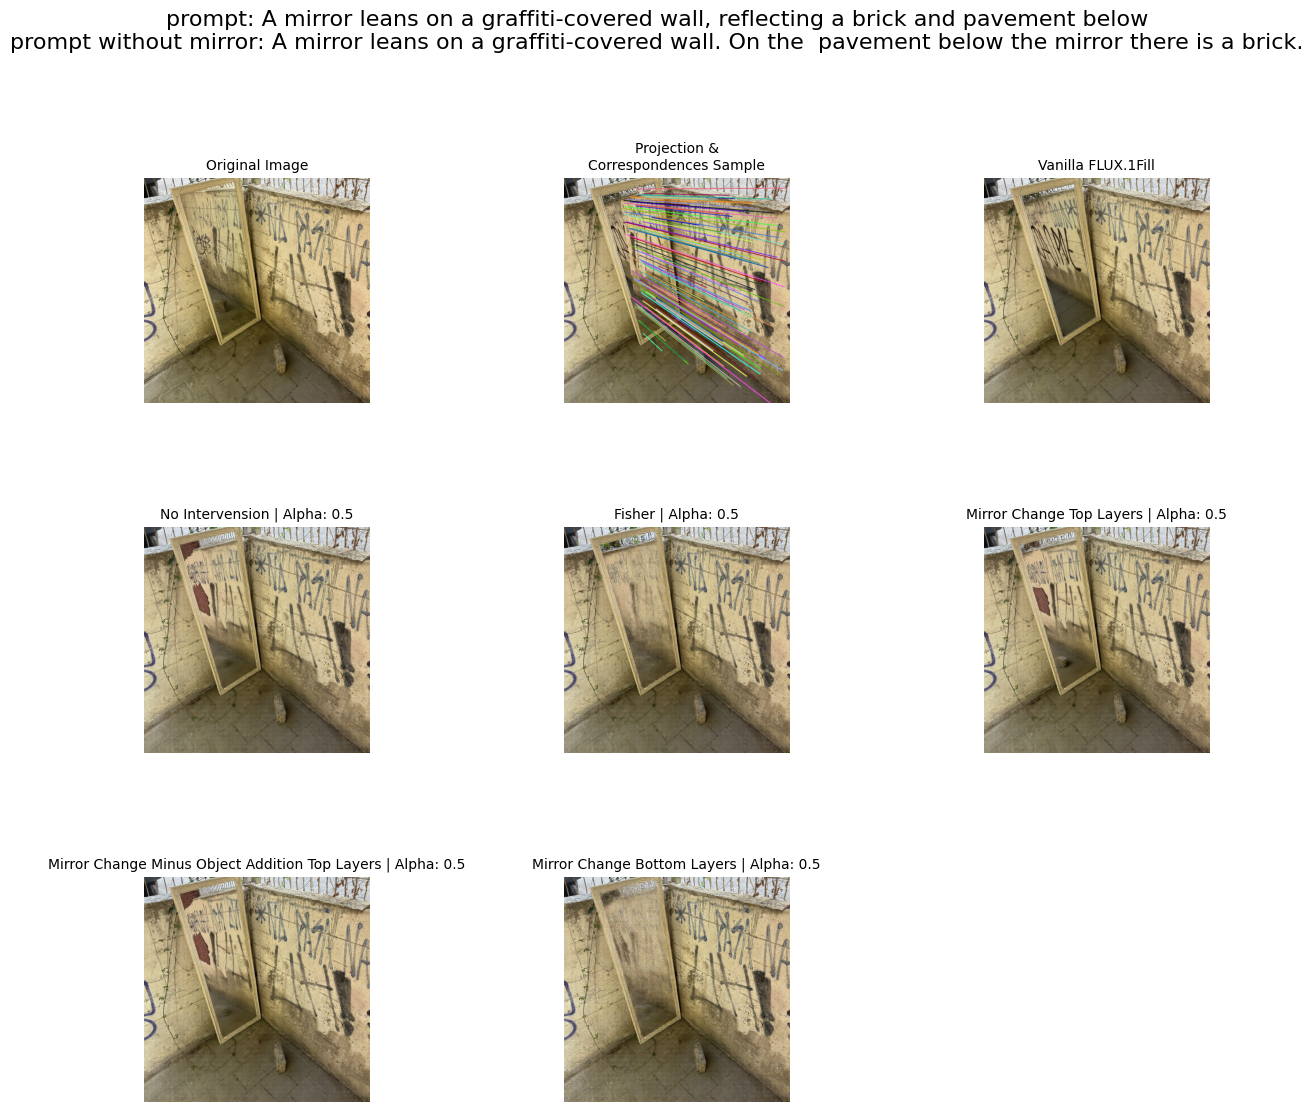 prompt: A mirror leans on a graffiti-covered wall, reflecting a brick and pavement below
prompt without mirror: A mirror leans on a graffiti-covered wall. On the  pavement below the mirror there is a brick.
Original Image
Projection &
Correspondences Sample
Vanilla FLUX.1Fill
No Intervension | Alpha: 0.5
Fisher | Alpha: 0.5
Mirror Change Top Layers | Alpha: 0.5
Mirror Change Minus Object Addition Top Layers | Alpha: 0.5
Mirror Change Bottom Layers | Alpha: 0.5